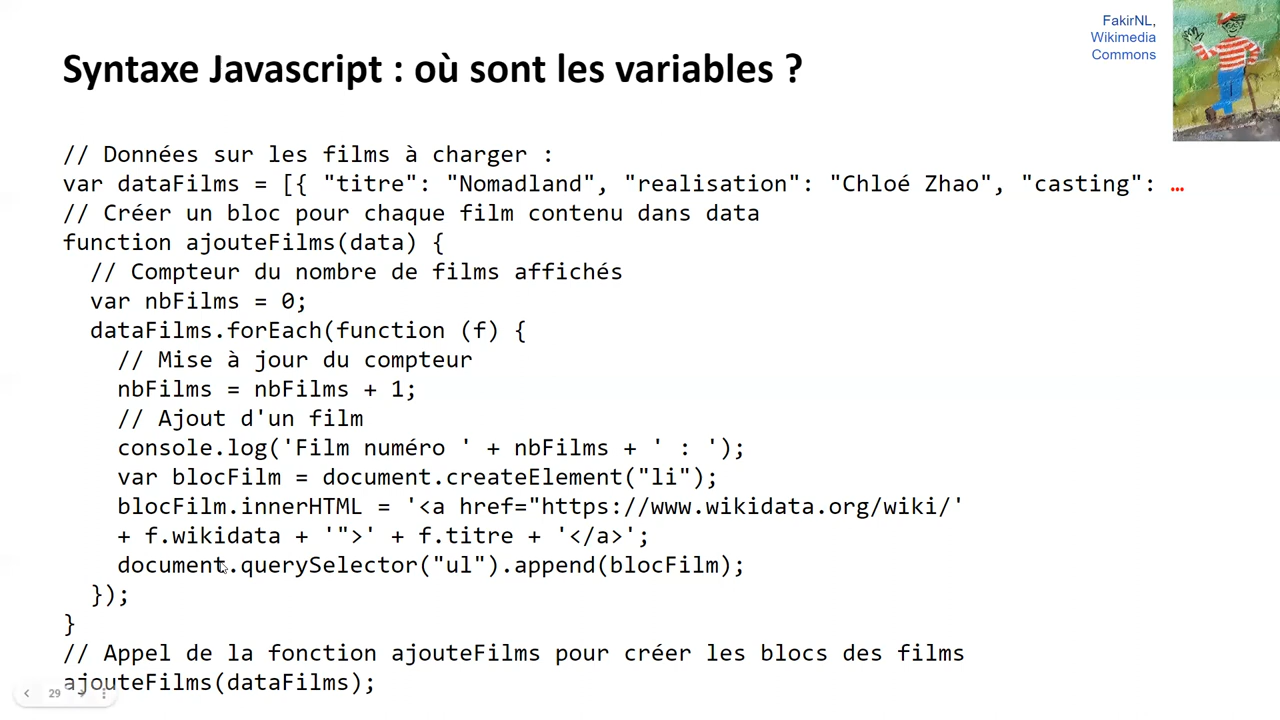 FakirNL,
Wikimedia
Commons
Syntaxe Javascript : où sont les variables ?
// Données sur les films à charger :
var dataFilms = [{ "titre": "Nomadland", "realisation": "Chloé Zhao", "casting": …
// Créer un bloc pour chaque film contenu dans data
function ajouteFilms(data) {
  // Compteur du nombre de films affichés
  var nbFilms = 0;
  dataFilms.forEach(function (f) {
    // Mise à jour du compteur
    nbFilms = nbFilms + 1;
    // Ajout d'un film
    console.log('Film numéro ' + nbFilms + ' : ');
    var blocFilm = document.createElement("li");
    blocFilm.innerHTML = '<a href="https://www.wikidata.org/wiki/'
    + f.wikidata + '">' + f.titre + '</a>';
    document.querySelector("ul").append(blocFilm);
  });
}
// Appel de la fonction ajouteFilms pour créer les blocs des films
ajouteFilms(dataFilms);
29